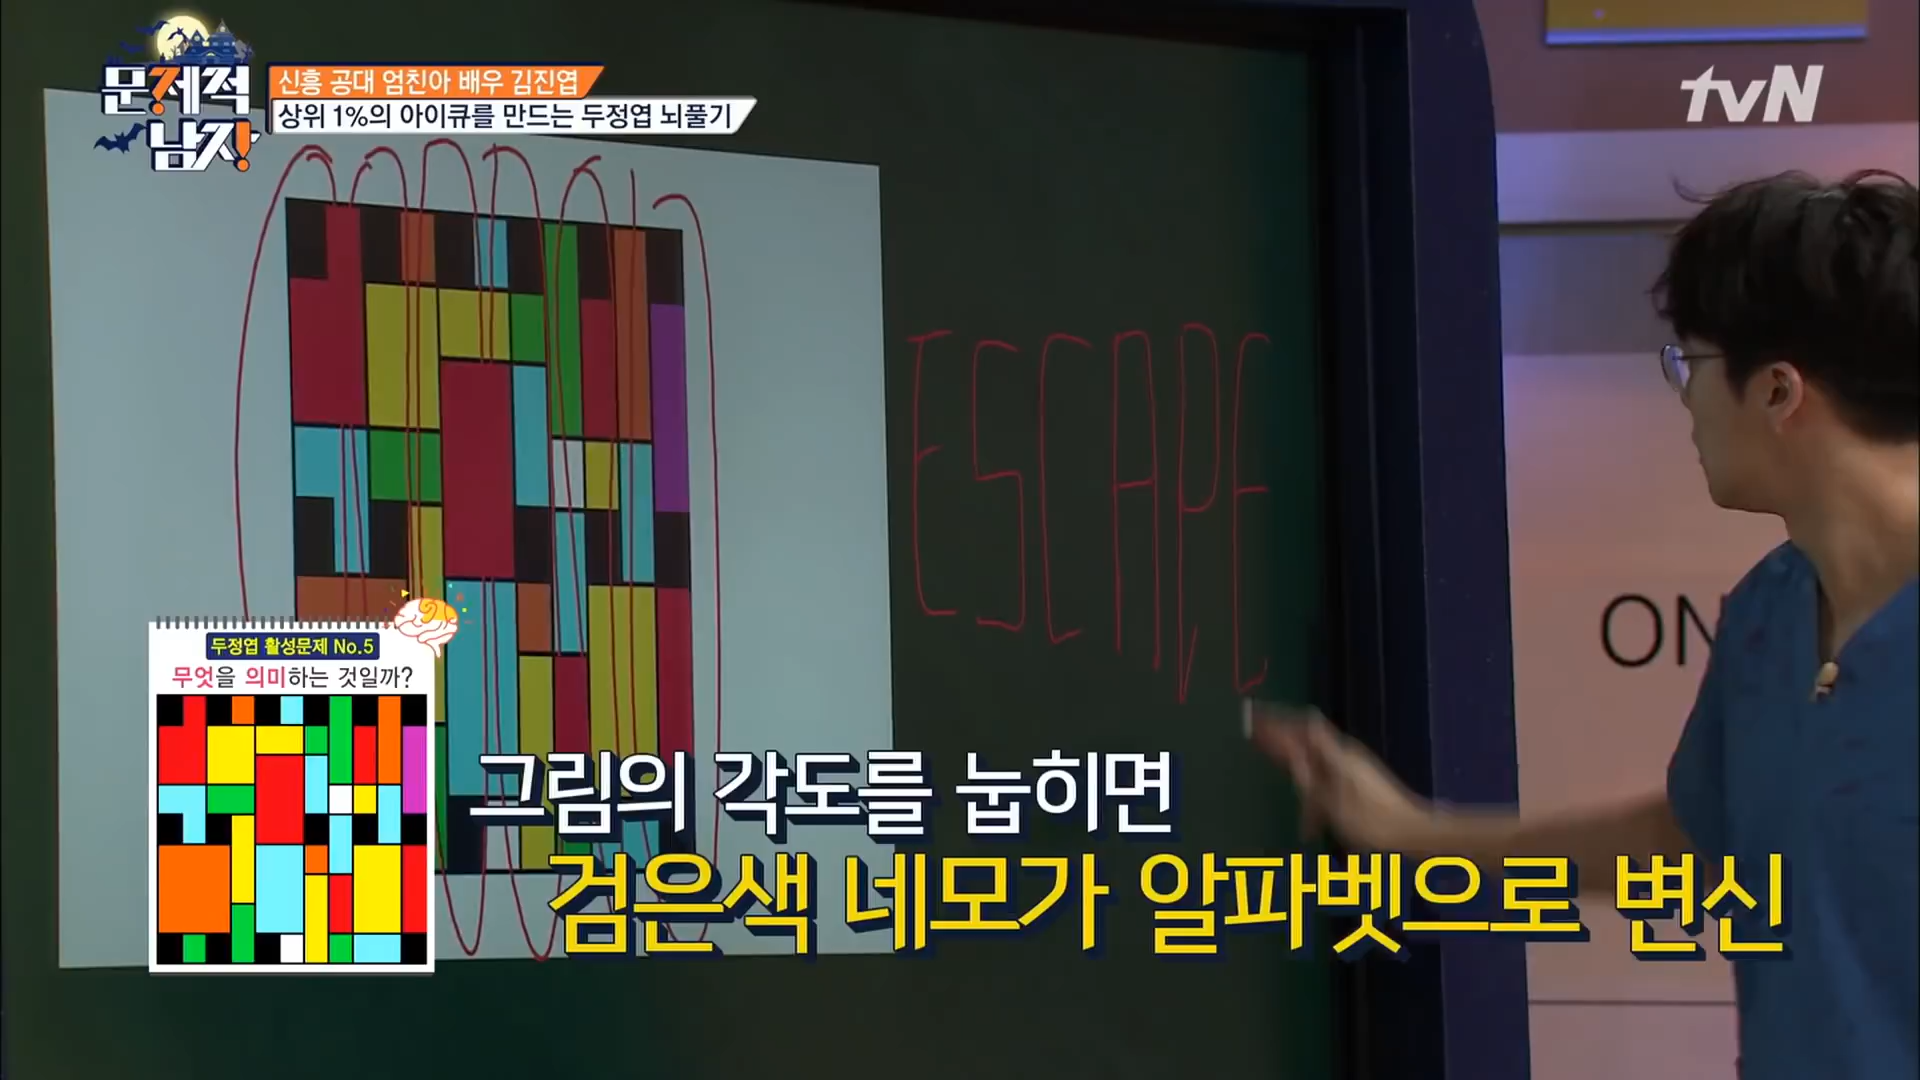 문제적
남자
신흥 공대 엄친아 배우 김진엽
상위 1%의 아이큐를 만드는 두정엽 뇌풀기
tvN
ESCAPE
ON
두정엽 활성문제 No.5
무엇을 의미하는 것일까?
그림의 각도를 눕히면
검은색 네모가 알파벳으로 변신